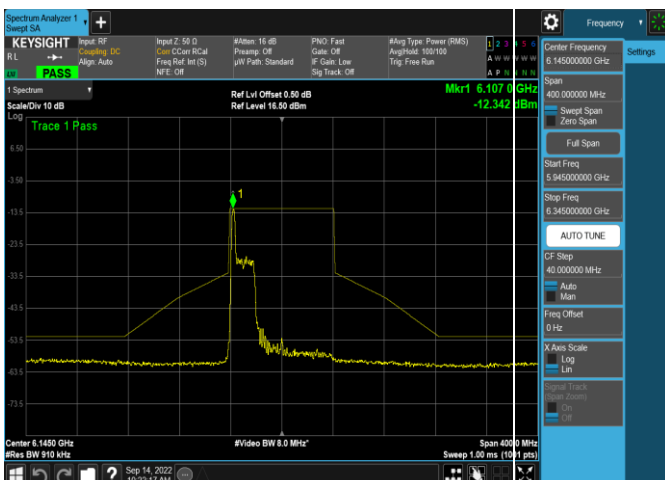 Spectrum Analyzer 1
Swept SA
Frequency
KEYSIGHT
R L
LXI
PASS
Input: RF
Coupling: DC
Align: Auto
Input Z: 50 Ω
Corr CCorr RCal
Freq Ref: Int (S)
NFE: Off
#Atten: 16 dB
Preamp: Off
µW Path: Standard
PNO: Fast
Gate: Off
IF Gain: Low
Sig Track: Off
#Avg Type: Power (RMS)
Avg|Hold: 100/100
Trig: Free Run
1 2 3 4 5 6
A W W W W W
A P N N N N
1 Spectrum
Scale/Div 10 dB
Log
Ref Lvl Offset 0.50 dB
Ref Level 16.50 dBm
Mkr1 6.107 0 GHz
-12.342 dBm
Trace 1 Pass
1
6.50
-3.50
-13.5
-23.5
-33.5
-43.5
-53.5
-63.5
-73.5
Center 6.1450 GHz
#Res BW 910 kHz
#Video BW 8.0 MHz*
Span 400.0 MHz
Sweep 1.00 ms (1001 pts)
Sep 14, 2022
Center Frequency
6.145000000 GHz
Settings
Span
400.000000 MHz
Swept Span
Zero Span
Full Span
Start Freq
5.945000000 GHz
Stop Freq
6.345000000 GHz
AUTO TUNE
CF Step
40.000000 MHz
Auto
Man
Freq Offset
0 Hz
X Axis Scale
Log
Lin
Signal Track
(Span Zoom)
On
Off